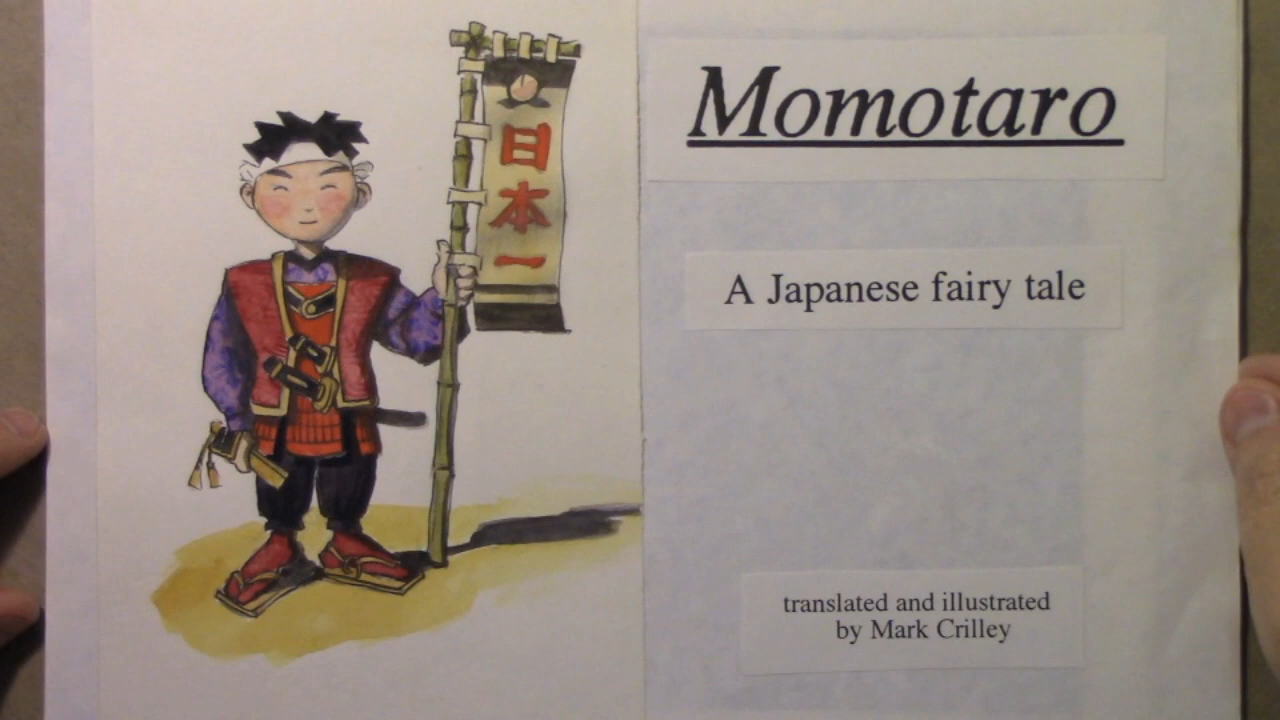 日本一
Momotaro
A Japanese fairy tale
translated and illustrated
by Mark Crilley